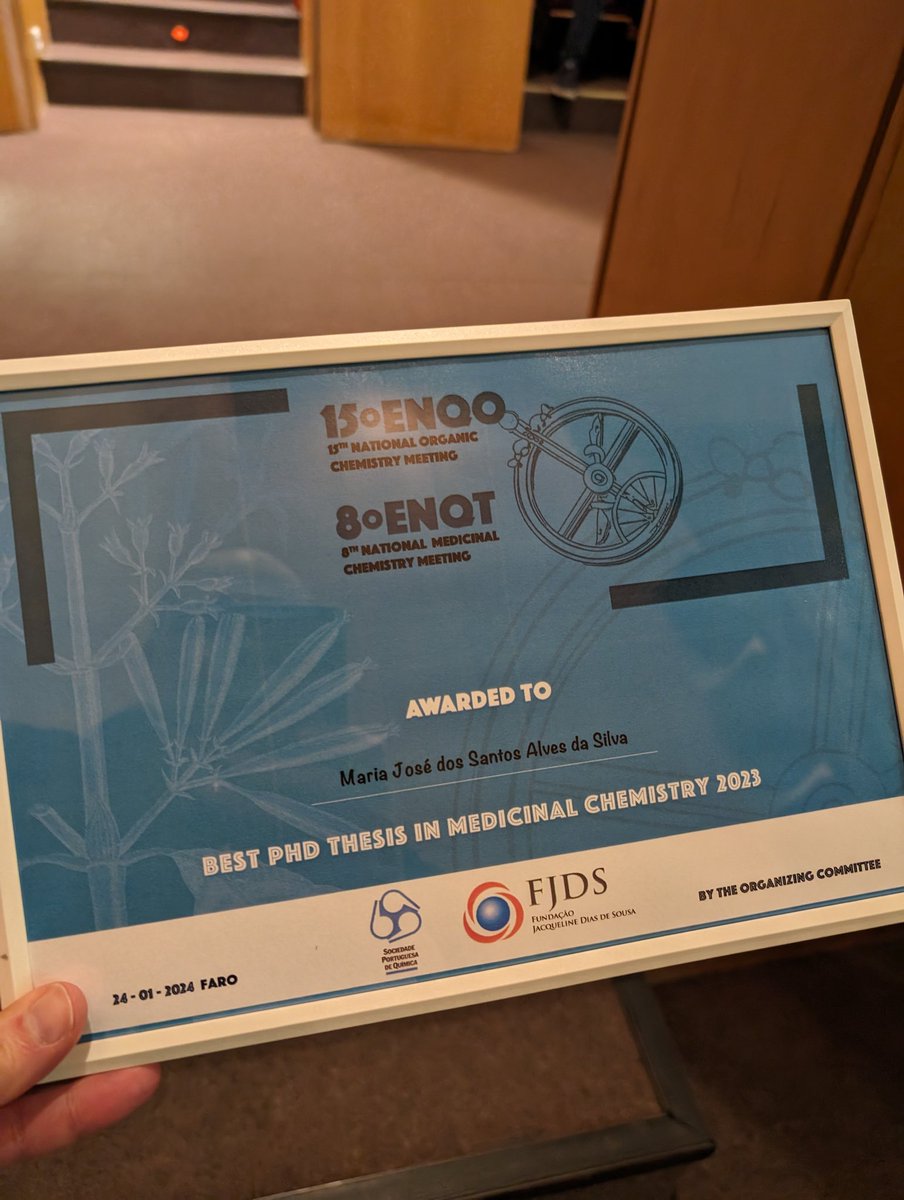 15ºENQO
15TH NATIONAL ORGANIC
CHEMISTRY MEETING
8ºENQT
8TH NATIONAL MEDICINAL
CHEMISTRY MEETING
AWARDED TO
Maria José dos Santos Alves da Silva
BEST PHD THESIS IN MEDICINAL CHEMISTRY 2023
SOCIEDADE
PORTUGUESA
DE QUÍMICA
FJDS
FUNDAÇÃO
JACQUELINE DIAS DE SOUSA
BY THE ORGANIZING COMMITTEE
24-01-2024 FARO